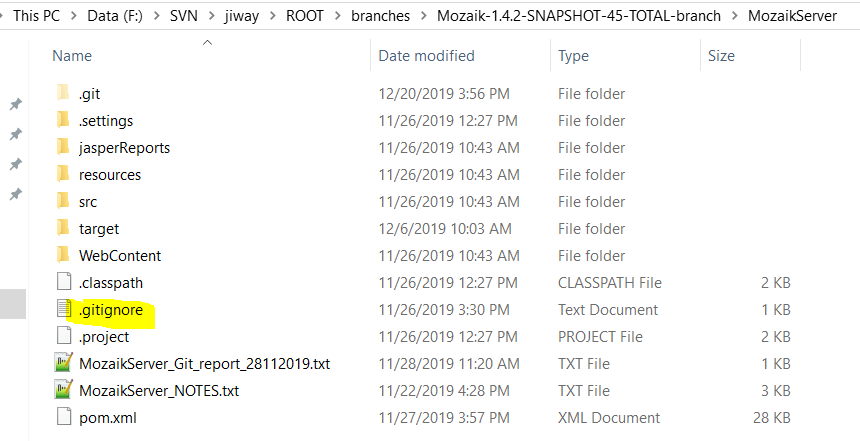 This PC > Data (F:) > SVN > jiway > ROOT > branches > Mozaik-1.4.2-SNAPSHOT-45-TOTAL-branch > MozaikServer
Name Date modified Type Size
.git 12/20/2019 3:56 PM File folder
.settings 11/26/2019 12:27 PM File folder
jasperReports 11/26/2019 10:43 AM File folder
resources 11/26/2019 10:43 AM File folder
src 11/26/2019 10:43 AM File folder
target 12/6/2019 10:03 AM File folder
WebContent 11/26/2019 10:43 AM File folder
.classpath 11/26/2019 12:27 PM CLASSPATH File 2 KB
.gitignore 11/26/2019 3:30 PM Text Document 1 KB
.project 11/26/2019 12:27 PM PROJECT File 2 KB
MozaikServer_Git_report_28112019.txt 11/28/2019 11:20 AM TXT File 1 KB
MozaikServer_NOTES.txt 11/22/2019 4:28 PM TXT File 3 KB
pom.xml 11/27/2019 3:57 PM XML Document 28 KB